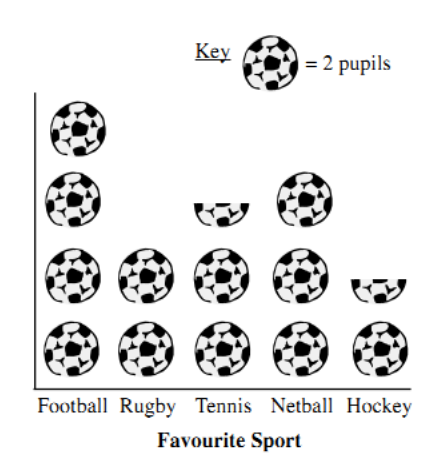 Key = 2 pupils
Football Rugby Tennis Netball Hockey
Favourite Sport